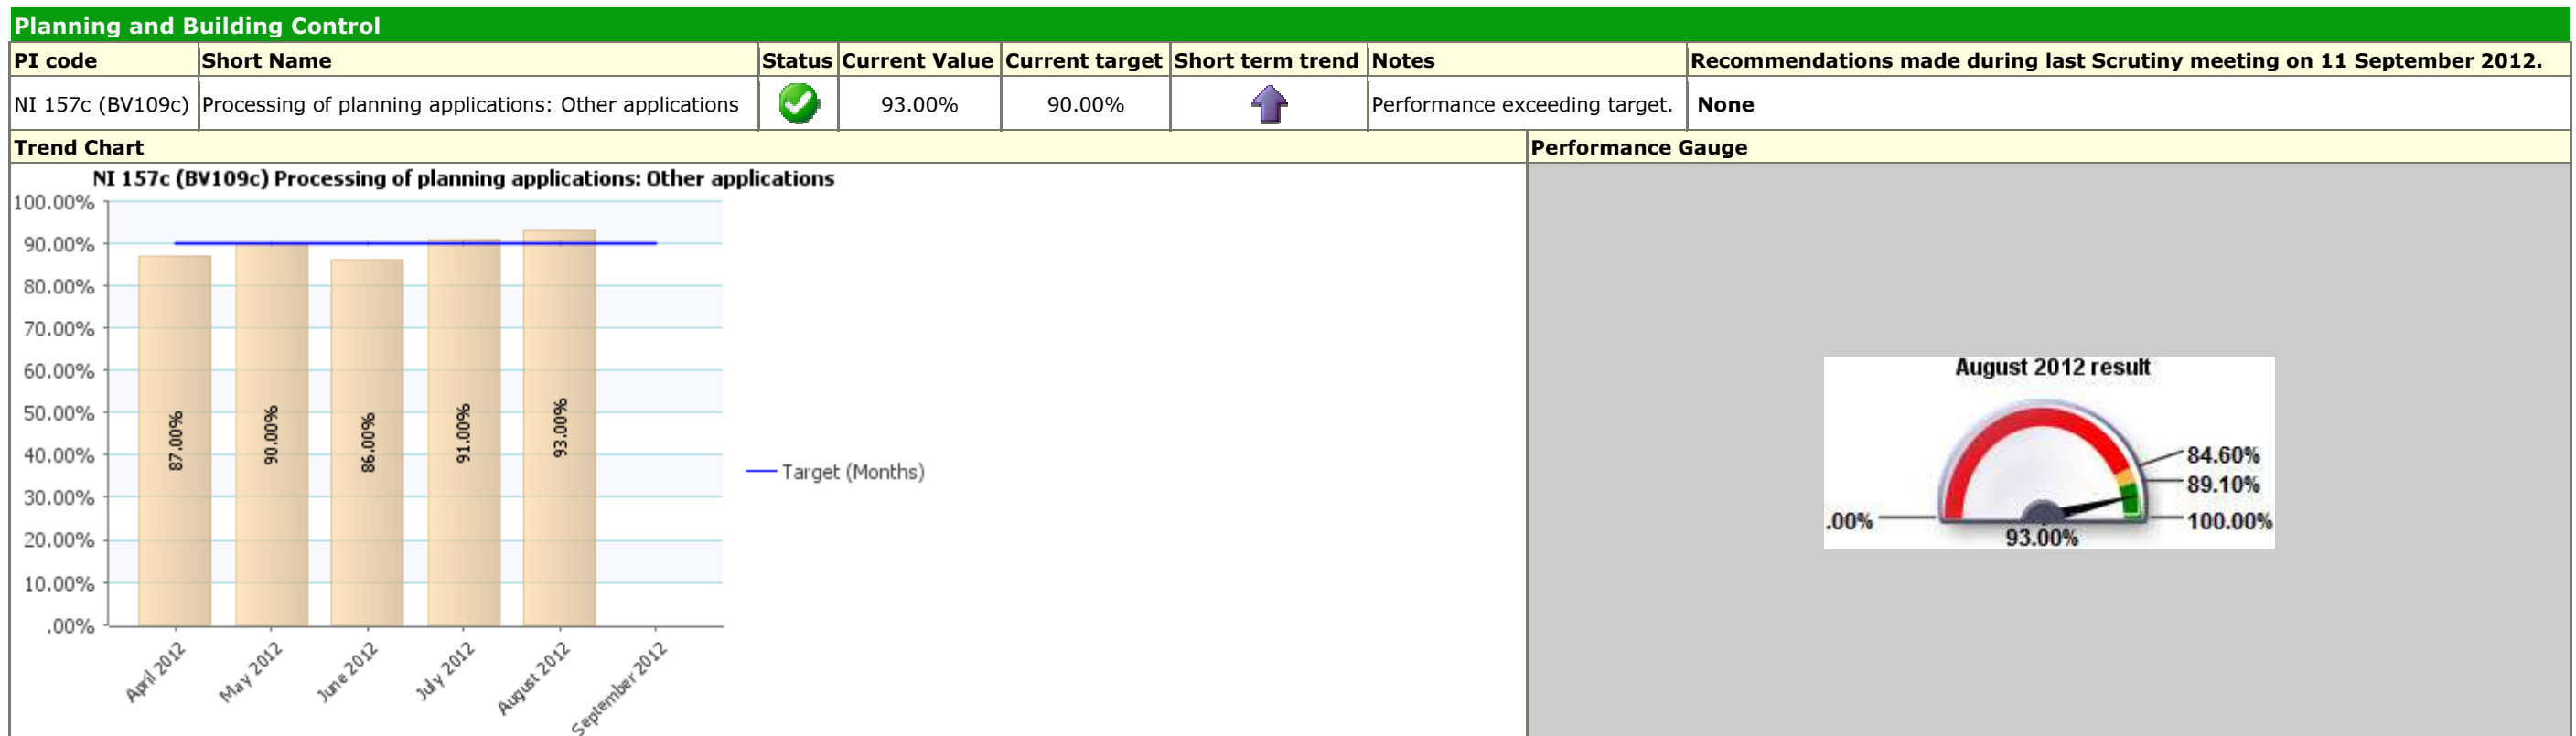 Planning and Building Control
PI code Short Name Status Current Value Current target Short term trend Notes Recommendations made during last Scrutiny meeting on 11 September 2012.
NI 157c (BV109c) Processing of planning applications: Other applications 93.00% 90.00% Performance exceeding target. None
Trend Chart Performance Gauge
NI 157c (BV109c) Processing of planning applications: Other applications
100.00%
90.00%
80.00%
70.00%
60.00%
50.00%
40.00%
30.00%
20.00%
10.00%
.00%
87.00% 90.00% 86.00% 91.00% 93.00%
April 2012 May 2012 June 2012 July 2012 August 2012 September 2012
Target (Months)
August 2012 result
84.60%
89.10%
.00% 100.00%
93.00%